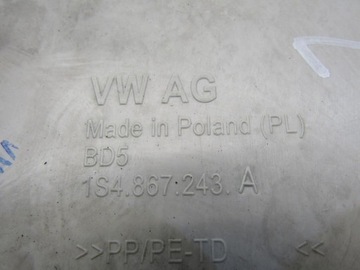 VW AG
Made in Poland (PL)
BD5
1S4.867.243. A
>>PP/PE-TD